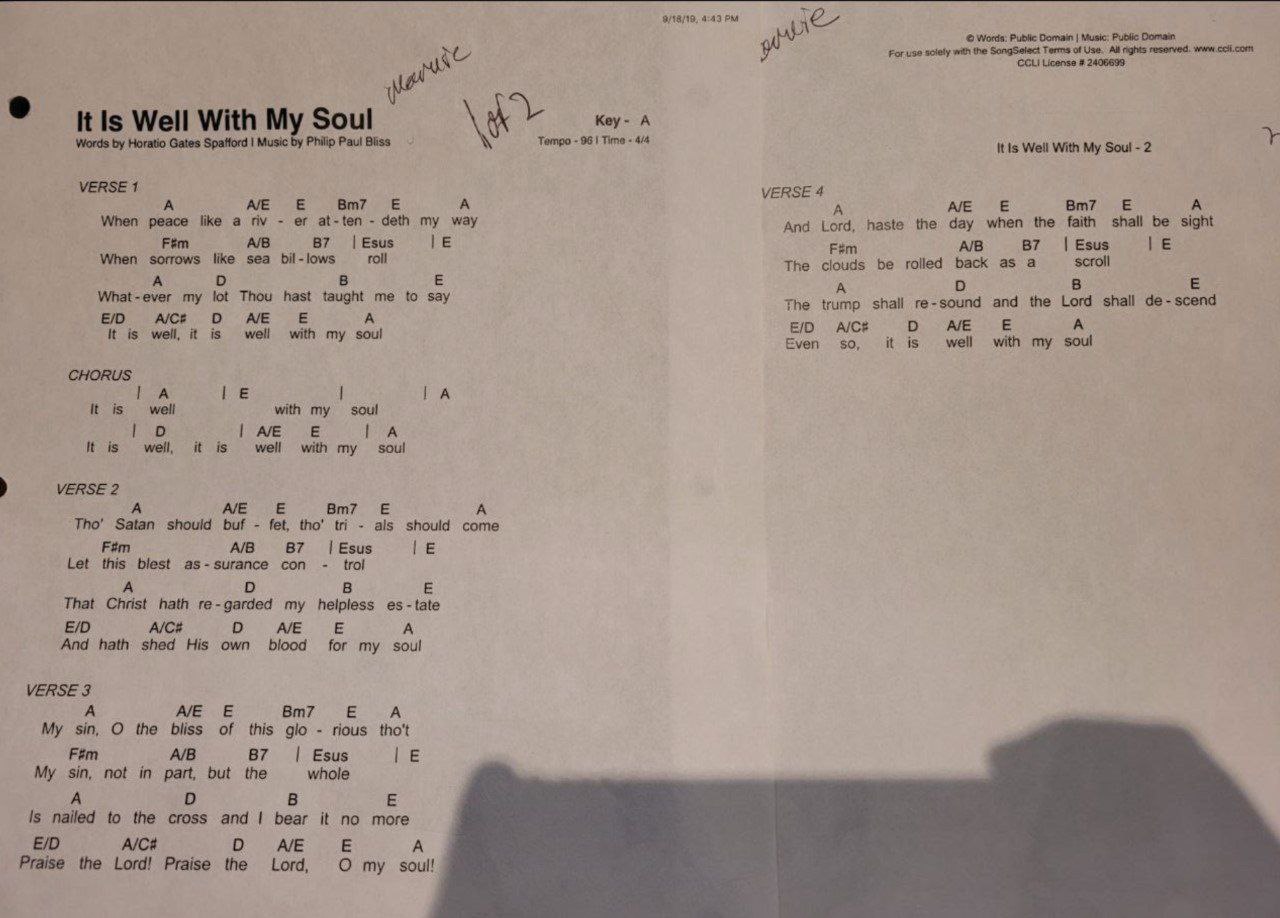 9/18/19, 4:43 PM
1 of 2
It Is Well With My Soul
Words by Horatio Gates Spafford | Music by Philip Paul Bliss
Key - A
Tempo - 96 | Time - 4/4
VERSE 1
A A/E E Bm7 E A
When peace like a riv - er at - ten - deth my way
F#m A/B B7 | Esus | E
When sorrows like sea bil - lows roll
A D B E
What - ever my lot Thou hast taught me to say
E/D A/C# D A/E E A
It is well, it is well with my soul
CHORUS
| A | E | | A
It is well with my soul
| D | A/E E | A
It is well, it is well with my soul
VERSE 2
A A/E E Bm7 E A
Tho' Satan should buf - fet, tho' tri - als should come
F#m A/B B7 | Esus | E
Let this blest as - surance con - trol
A D B E
That Christ hath re - garded my helpless es - tate
E/D A/C# D A/E E A
And hath shed His own blood for my soul
VERSE 3
A A/E E Bm7 E A
My sin, O the bliss of this glo - rious tho't
F#m A/B B7 | Esus | E
My sin, not in part, but the whole
A D B E
Is nailed to the cross and I bear it no more
E/D A/C# D A/E E A
Praise the Lord! Praise the Lord, O my soul!
© Words: Public Domain | Music: Public Domain
For use solely with the SongSelect Terms of Use. All rights reserved. www.ccli.com
CCLI License # 2406699
It Is Well With My Soul - 2
VERSE 4
A A/E E Bm7 E A
And Lord, haste the day when the faith shall be sight
F#m A/B B7 | Esus | E
The clouds be rolled back as a scroll
A D B E
The trump shall re - sound and the Lord shall de - scend
E/D A/C# D A/E E A
Even so, it is well with my soul